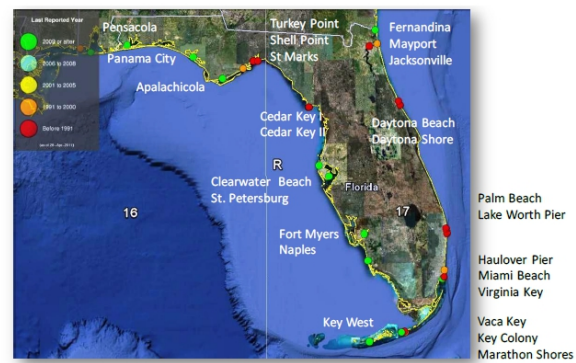 Last Reported Year
2009 or after
2006 to 2008
2001 to 2005
1991 to 2000
Before 1991
Pensacola
Panama City
Apalachicola
Turkey Point
Shell Point
St Marks
Fernandina
Mayport
Jacksonville
Cedar Key I
Cedar Key II
Daytona Beach
Daytona Shore
R
Clearwater Beach
St. Petersburg
Florida
16
17
Fort Myers
Naples
Palm Beach
Lake Worth Pier
Haulover Pier
Miami Beach
Virginia Key
Key West
Vaca Key
Key Colony
Marathon Shores